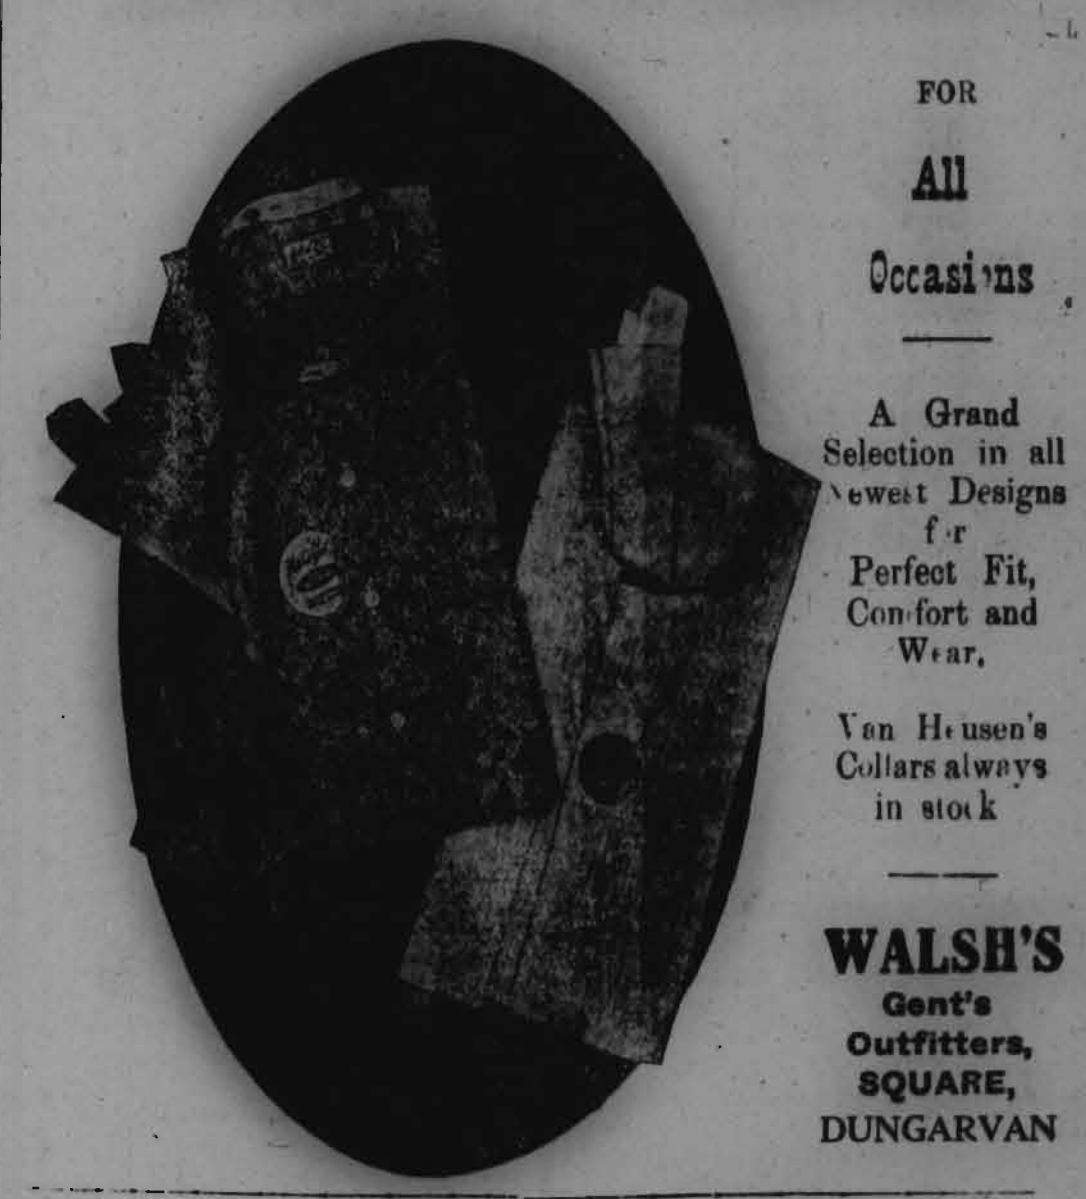 FOR
All
Occasions
A Grand
Selection in all
Newest Designs
for
Perfect Fit,
Comfort and
Wear,
Van Heusen's
Collars always
in stock
WALSH'S
Gent's
Outfitters,
SQUARE,
DUNGARVAN